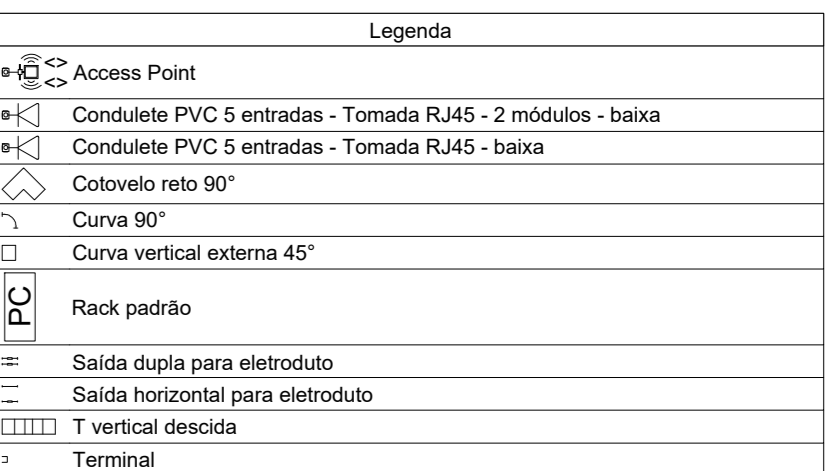 Legenda
<> <> Access Point
Condulete PVC 5 entradas - Tomada RJ45 - 2 módulos - baixa
Condulete PVC 5 entradas - Tomada RJ45 - baixa
Cotovelo reto 90°
Curva 90°
Curva vertical externa 45°
PC Rack padrão
Saída dupla para eletroduto
Saída horizontal para eletroduto
T vertical descida
Terminal